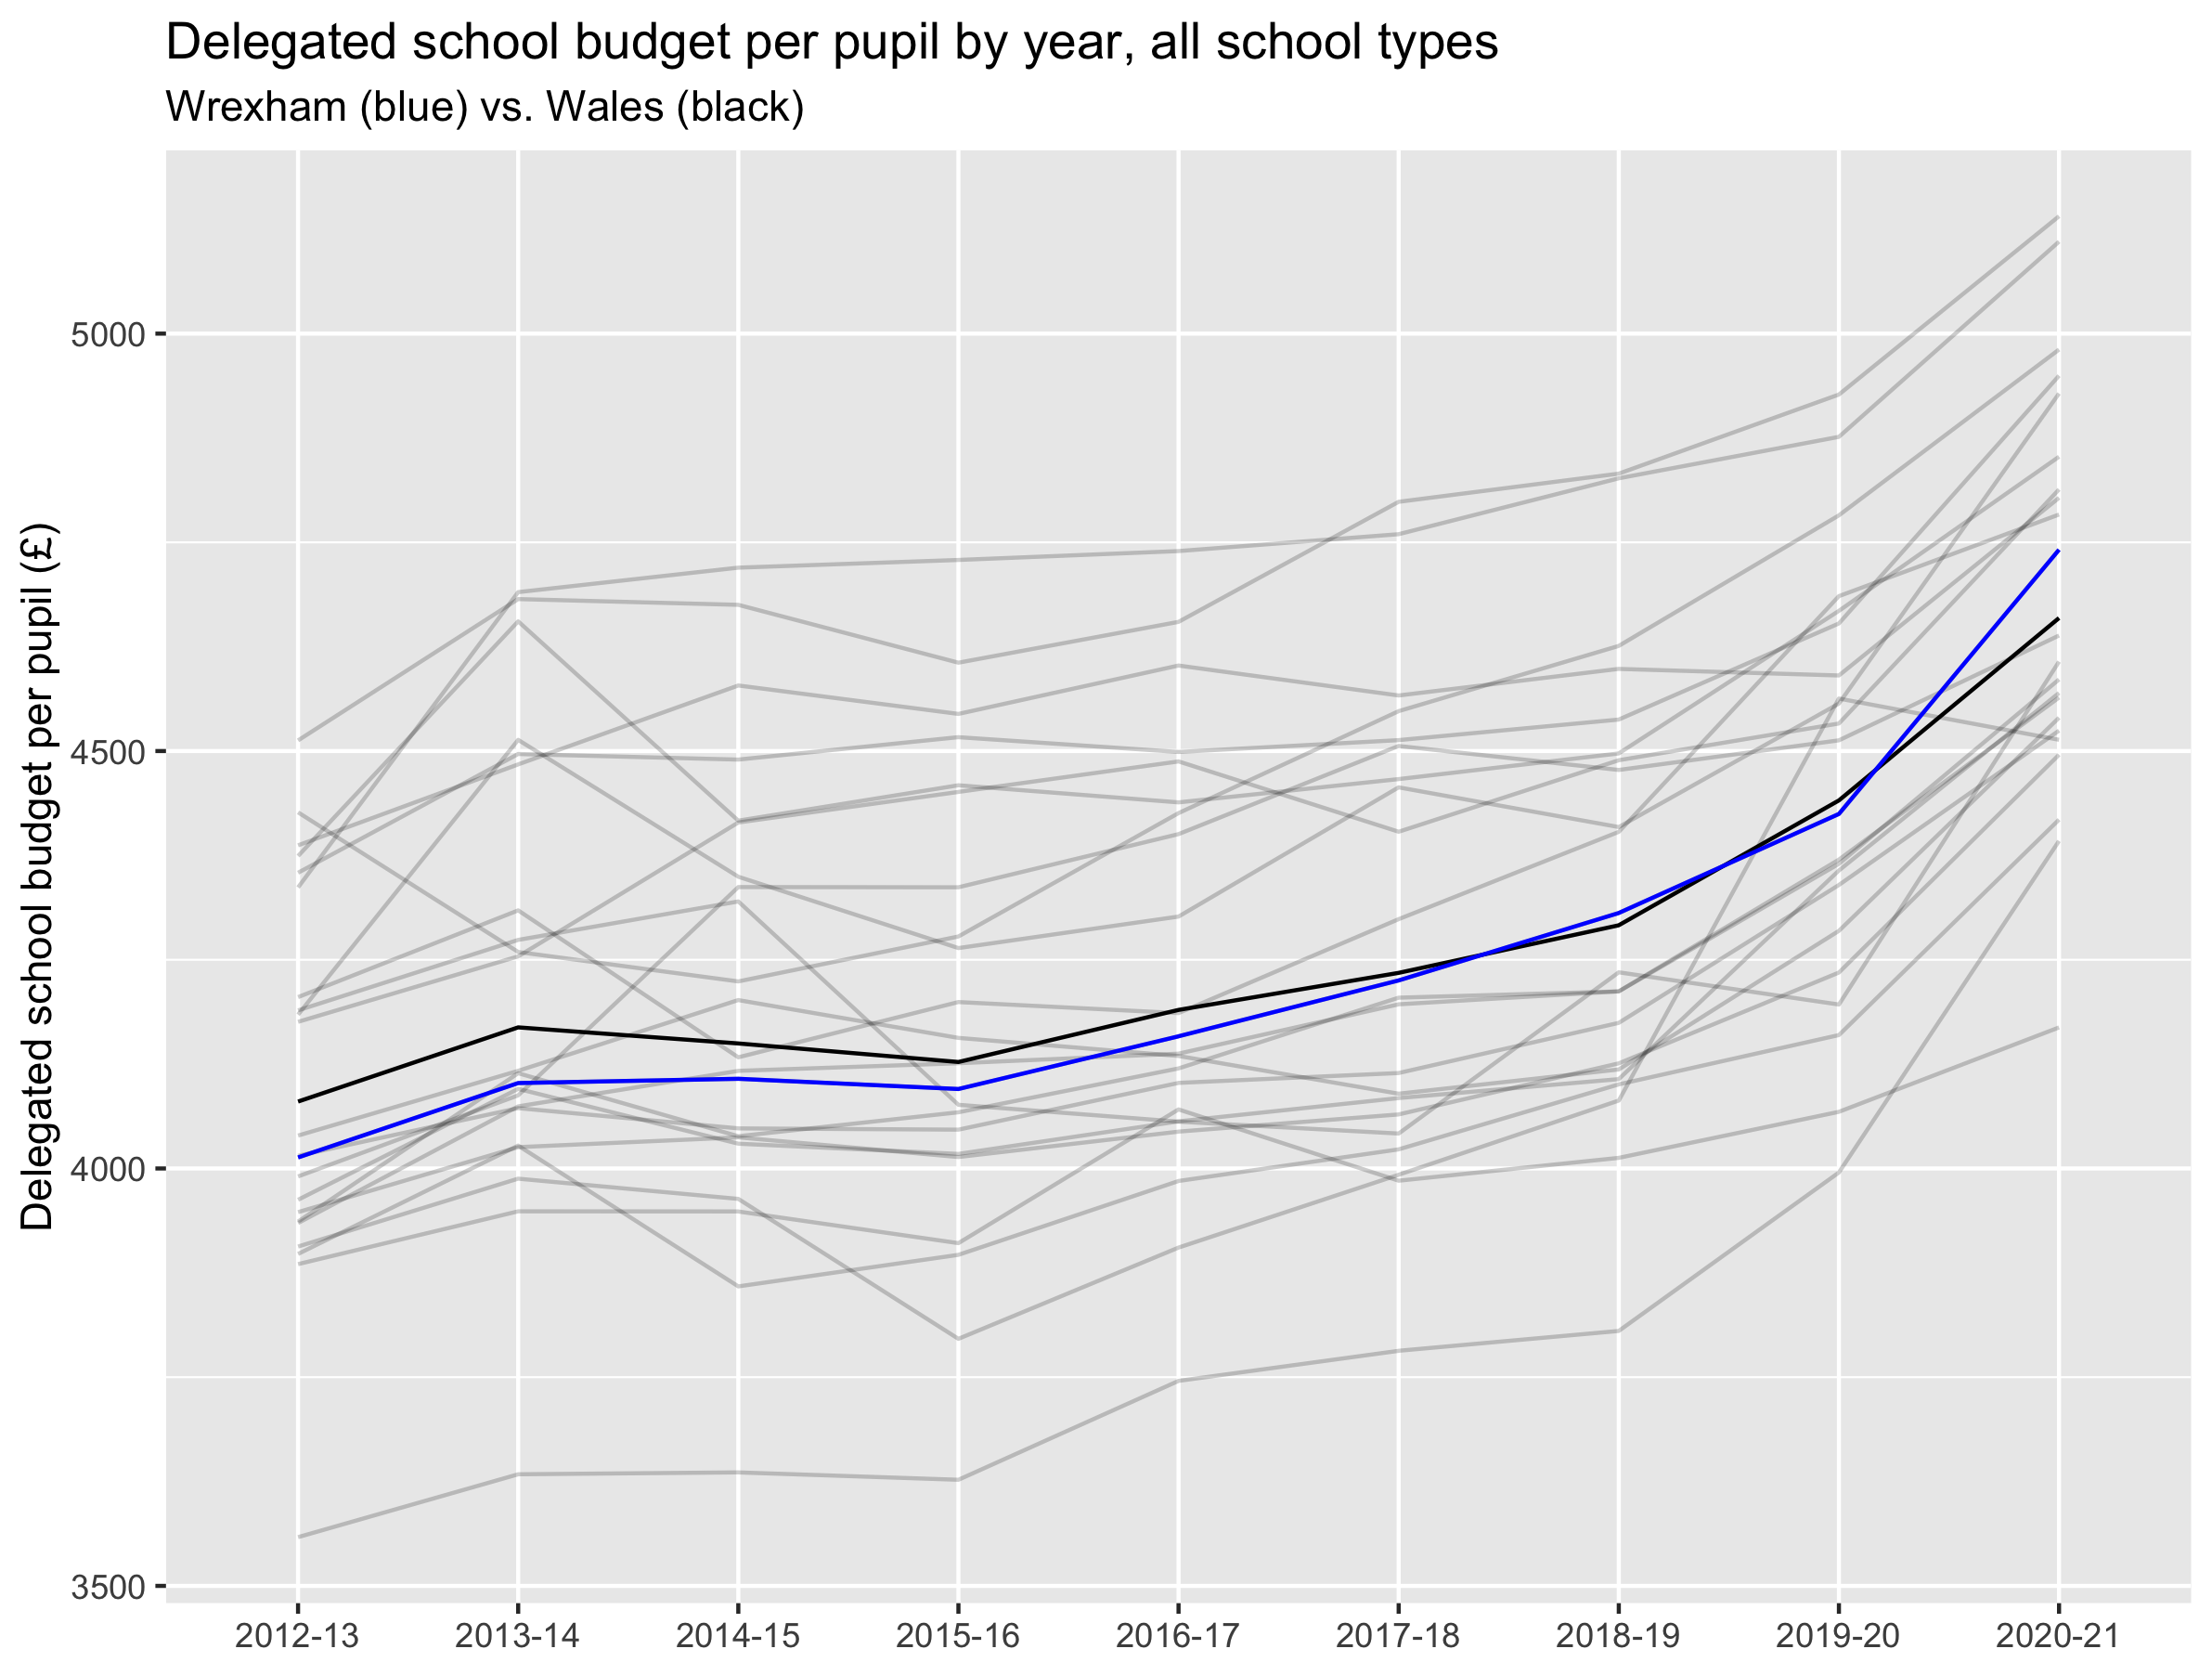 Delegated school budget per pupil by year, all school types
Wrexham (blue) vs. Wales (black)
Delegated school budget per pupil (£)
5000
4500
4000
3500
2012-13 2013-14 2014-15 2015-16 2016-17 2017-18 2018-19 2019-20 2020-21